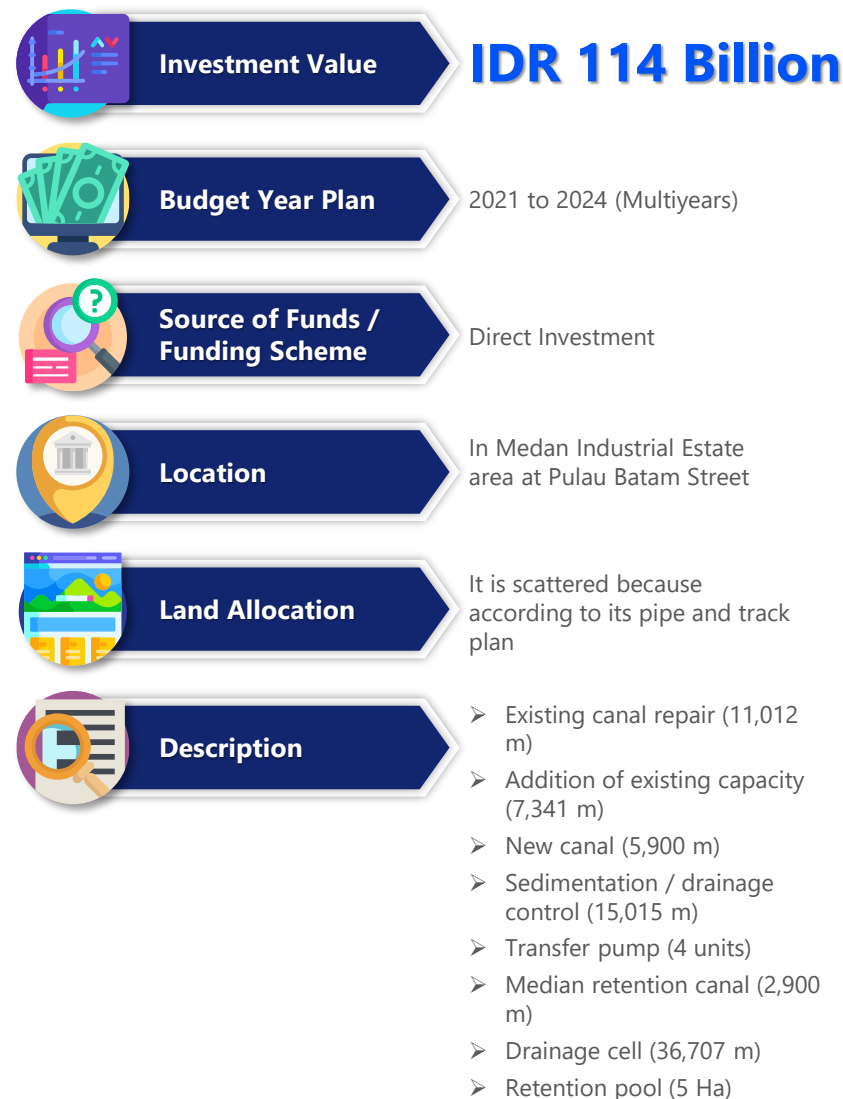 Investment Value
IDR 114 Billion
Budget Year Plan
2021 to 2024 (Multiyears)
Source of Funds /
Funding Scheme
Direct Investment
Location
In Medan Industrial Estate
area at Pulau Batam Street
Land Allocation
It is scattered because
according to its pipe and track
plan
Description
➢ Existing canal repair (11,012
m)
➢ Addition of existing capacity
(7,341 m)
➢ New canal (5,900 m)
➢ Sedimentation / drainage
control (15,015 m)
➢ Transfer pump (4 units)
➢ Median retention canal (2,900
m)
➢ Drainage cell (36,707 m)
➢ Retention pool (5 Ha)